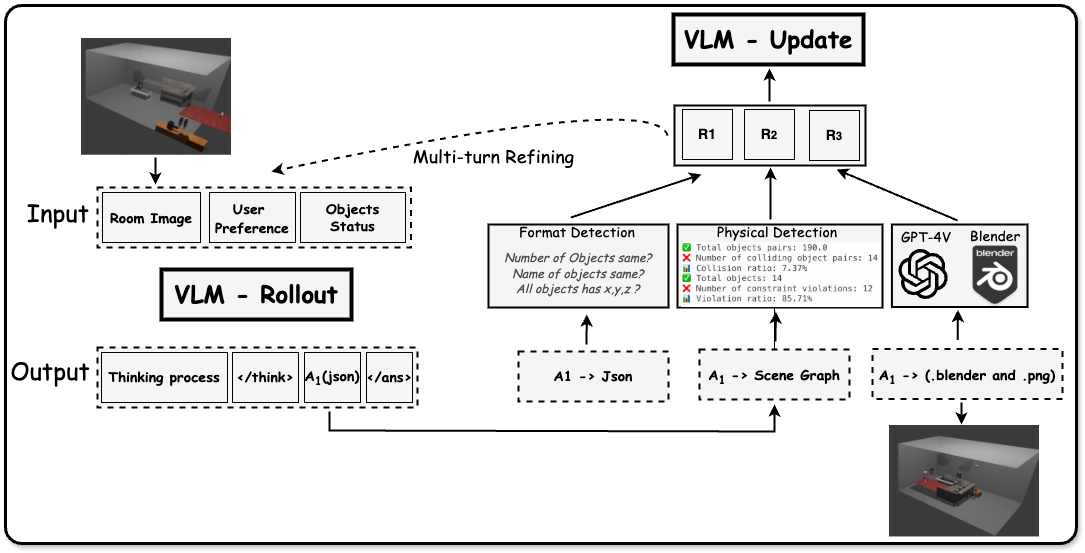 VLM - Update
R1
R2
R3
Multi-turn Refining
Input
Room Image
User
Preference
Objects
Status
VLM - Rollout
Output
Thinking process
</think>
A1(json)
</ans>
Format Detection
Number of Objects same?
Name of objects same?
All objects has x,y,z ?
Physical Detection
✅ Total objects pairs: 190.0
❌ Number of colliding object pairs: 14
📊 Collision ratio: 7.37%
✅ Total objects: 14
❌ Number of constraint violations: 12
📊 Violation ratio: 85.71%
GPT-4V
Blender
blender
A1 -> Json
A1 -> Scene Graph
A1 -> (.blender and .png)